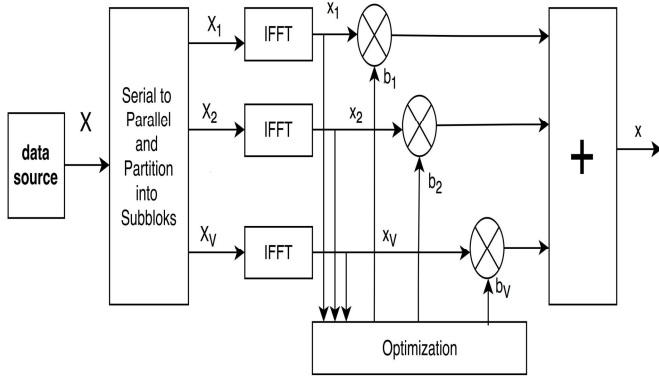 data
source
X
Serial to
Parallel
and
Partition
into
Subbloks
X1
IFFT
x1
b1
X2
IFFT
x2
b2
XV
IFFT
xV
bV
+
x
Optimization